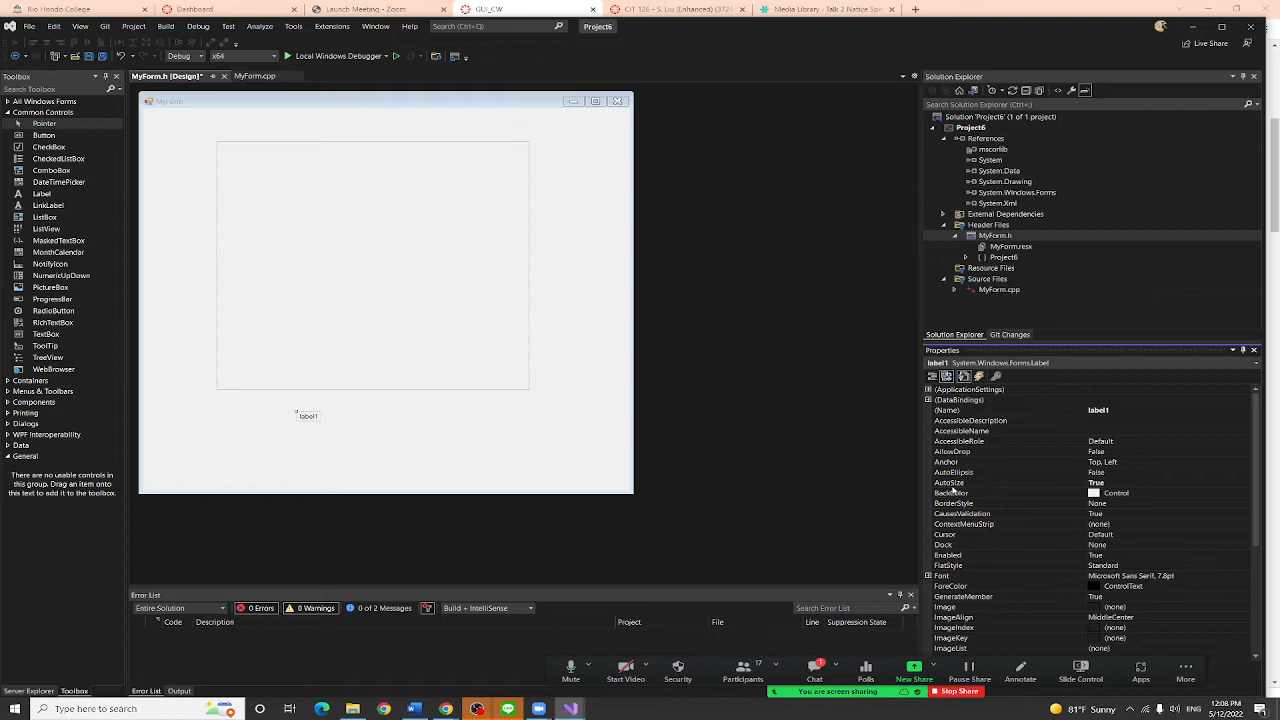 Rio Hondo College
Dashboard
Launch Meeting - Zoom
GUI_CW
CIT 126 - S. Liu [Enhanced] (3724
Media Library - Talk 2 Native Spe
File Edit View Git Project Build Debug Test Analyze Tools Extensions Window Help Search (Ctrl+Q) Project6
Live Share
Debug x64 Local Windows Debugger
Toolbox
Search Toolbox
All Windows Forms
Common Controls
Pointer
Button
CheckBox
CheckedListBox
ComboBox
DateTimePicker
Label
LinkLabel
ListBox
ListView
MaskedTextBox
MonthCalendar
NotifyIcon
NumericUpDown
PictureBox
ProgressBar
RadioButton
RichTextBox
TextBox
ToolTip
TreeView
WebBrowser
Containers
Menus & Toolbars
Components
Printing
Dialogs
WPF Interoperability
Data
General
There are no usable controls in
this group. Drag an item onto
this text to add it to the toolbox.
Server Explorer Toolbox
MyForm.h [Design]* MyForm.cpp
MyForm
label1
Error List
Entire Solution 0 Errors 0 Warnings 0 of 2 Messages Build + IntelliSense Search Error List
Code Description Project File Line Suppression State
Error List Output
Solution Explorer
Search Solution Explorer (Ctrl+;)
Solution 'Project6' (1 of 1 project)
Project6
References
mscorlib
System
System.Data
System.Drawing
System.Windows.Forms
System.Xml
External Dependencies
Header Files
MyForm.h
MyForm.resx
{ } Project6
Resource Files
Source Files
MyForm.cpp
Solution Explorer Git Changes
Properties
label1 System.Windows.Forms.Label
(ApplicationSettings)
(DataBindings)
(Name) label1
AccessibleDescription
AccessibleName
AccessibleRole Default
AllowDrop False
Anchor Top, Left
AutoEllipsis False
AutoSize True
BackColor Control
BorderStyle None
CausesValidation True
ContextMenuStrip (none)
Cursor Default
Dock None
Enabled True
FlatStyle Standard
Font Microsoft Sans Serif, 7.8pt
ForeColor ControlText
GenerateMember True
Image (none)
ImageAlign MiddleCenter
ImageIndex (none)
ImageKey (none)
ImageList (none)
17 1
Mute Start Video Security Participants Chat Polls New Share Pause Share Annotate Slide Control Apps More
You are screen sharing Stop Share
Type here to search
81°F Sunny
12:08 PM
5/12/2022